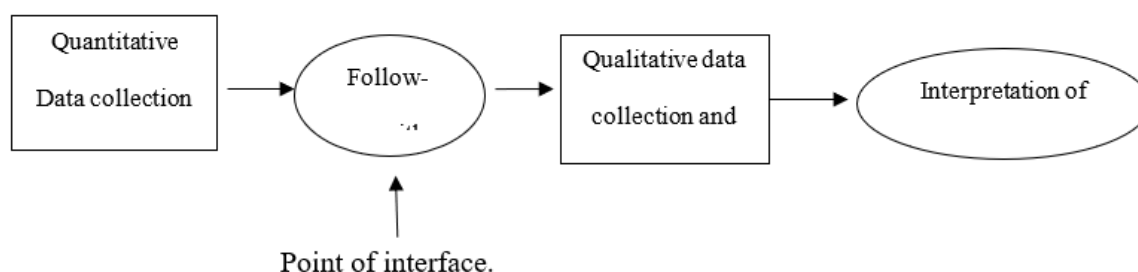 Quantitative
Data collection
Follow-
Qualitative data
collection and
Interpretation of
Point of interface.